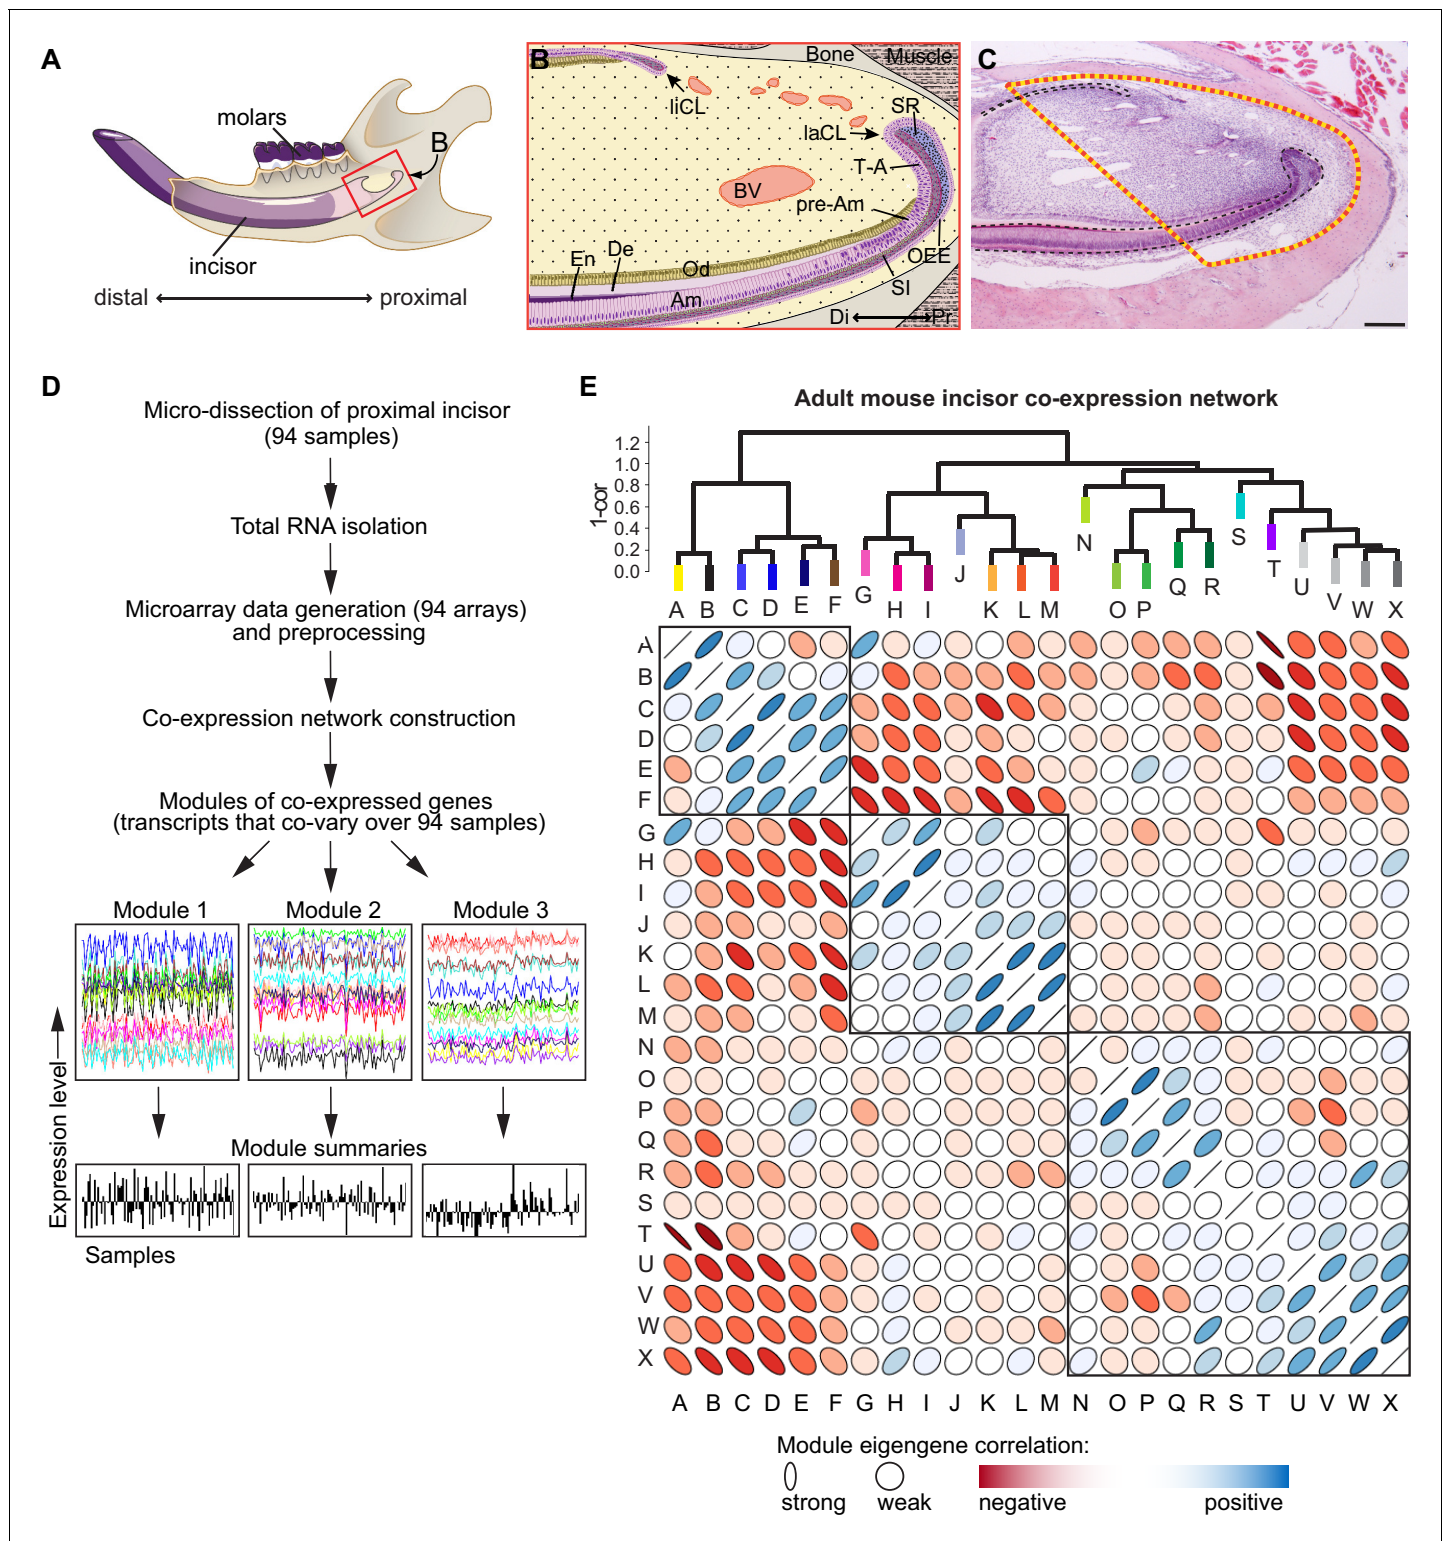 A
molars
B
incisor
distal
proximal
B
Bone
Muscle
liCL
SR
laCL
T-A
BV
pre-Am
OEE
En
De
Od
SI
Am
Di
Pr
C
D
Micro-dissection of proximal incisor
(94 samples)
Total RNA isolation
Microarray data generation (94 arrays)
and preprocessing
Co-expression network construction
Modules of co-expressed genes
(transcripts that co-vary over 94 samples)
Module 1
Module 2
Module 3
Expression level
Module summaries
Samples
E
Adult mouse incisor co-expression network
1-cor
1.2
1.0
0.8
0.6
0.4
0.2
0.0
A B C D E F G H I J K L M N O P Q R S T U V W X
A
B
C
D
E
F
G
H
I
J
K
L
M
N
O
P
Q
R
S
T
U
V
W
X
A B C D E F G H I J K L M N O P Q R S T U V W X
Module eigengene correlation:
strong weak negative positive